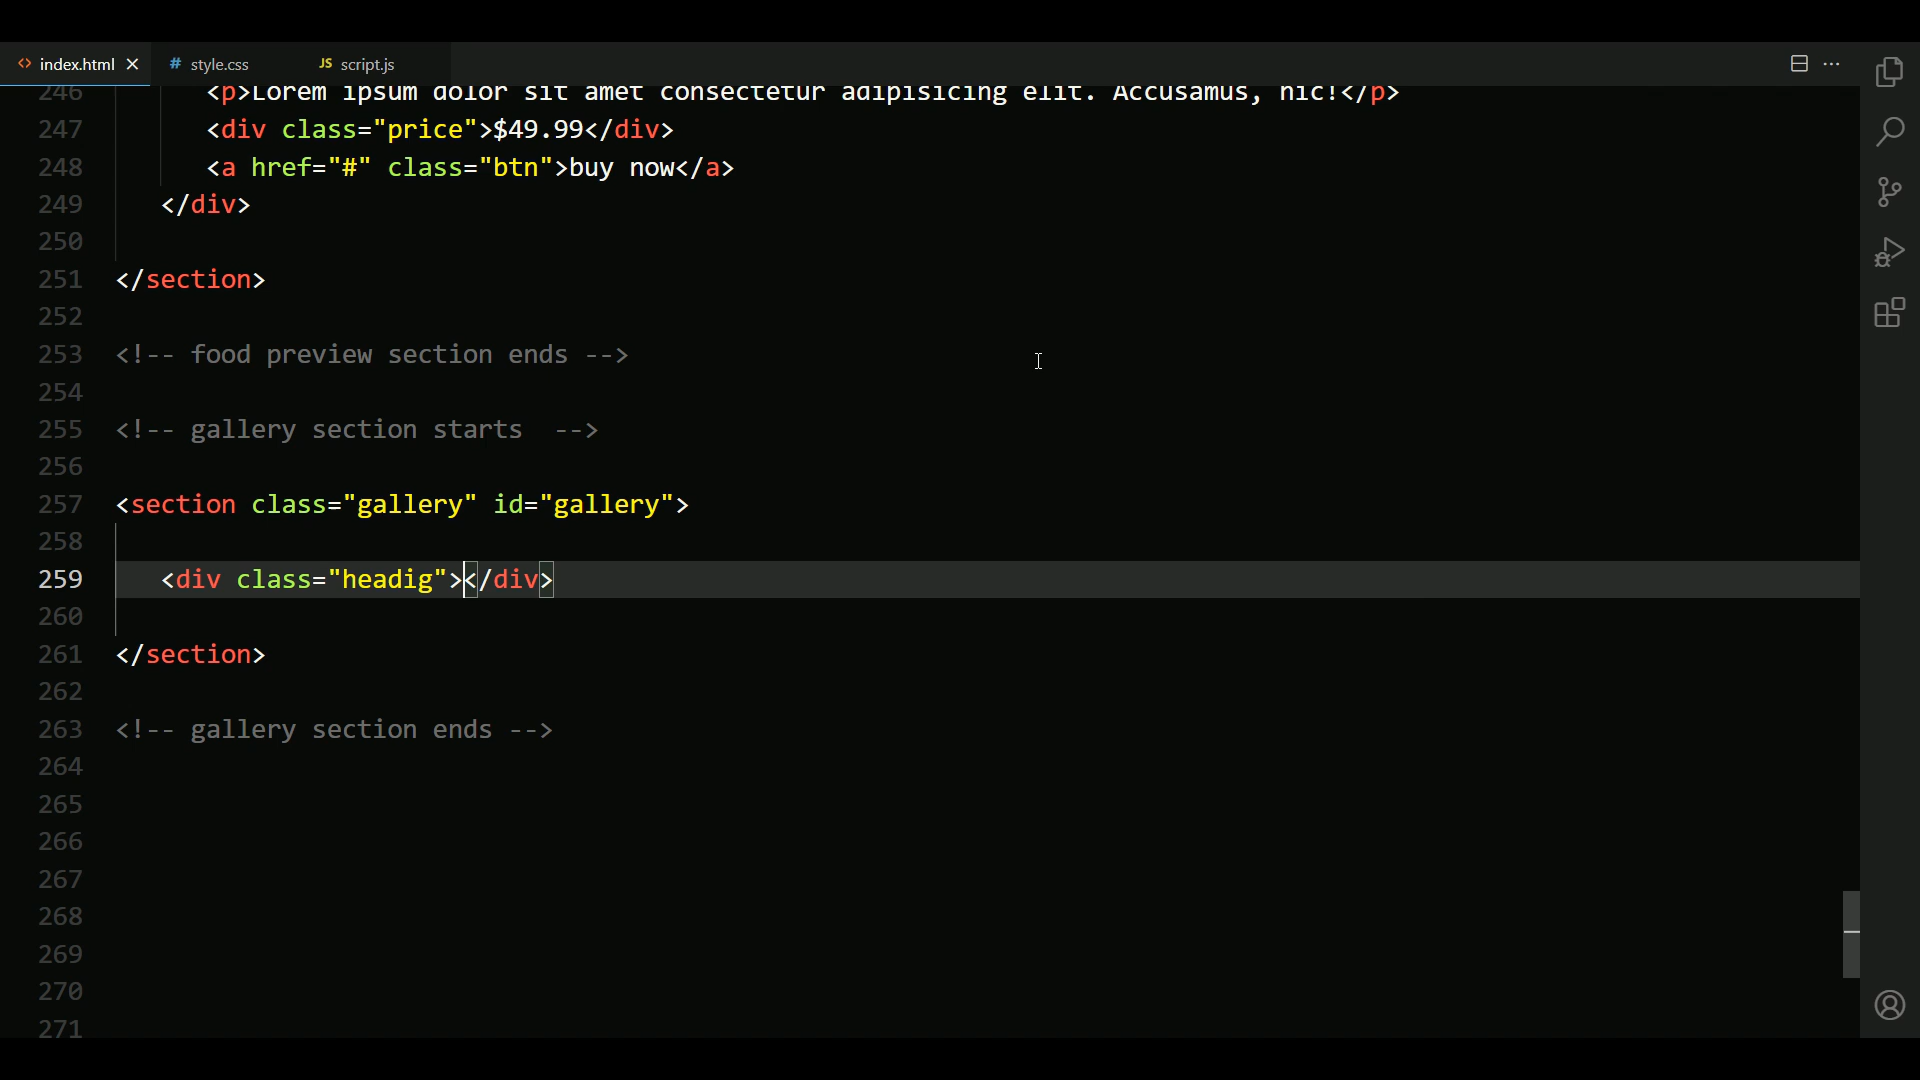 index.html
style.css
JS script.js
246 <p>Lorem ipsum dolor sit amet consectetur adipisicing elit. Accusamus, hic!</p>
247 <div class="price">$49.99</div>
248 <a href="#" class="btn">buy now</a>
249 </div>
250
251 </section>
252
253 <!-- food preview section ends -->
254
255 <!-- gallery section starts  -->
256
257 <section class="gallery" id="gallery">
258
259 <div class="headig"></div>
260
261 </section>
262
263 <!-- gallery section ends -->
264
265
266
267
268
269
270
271